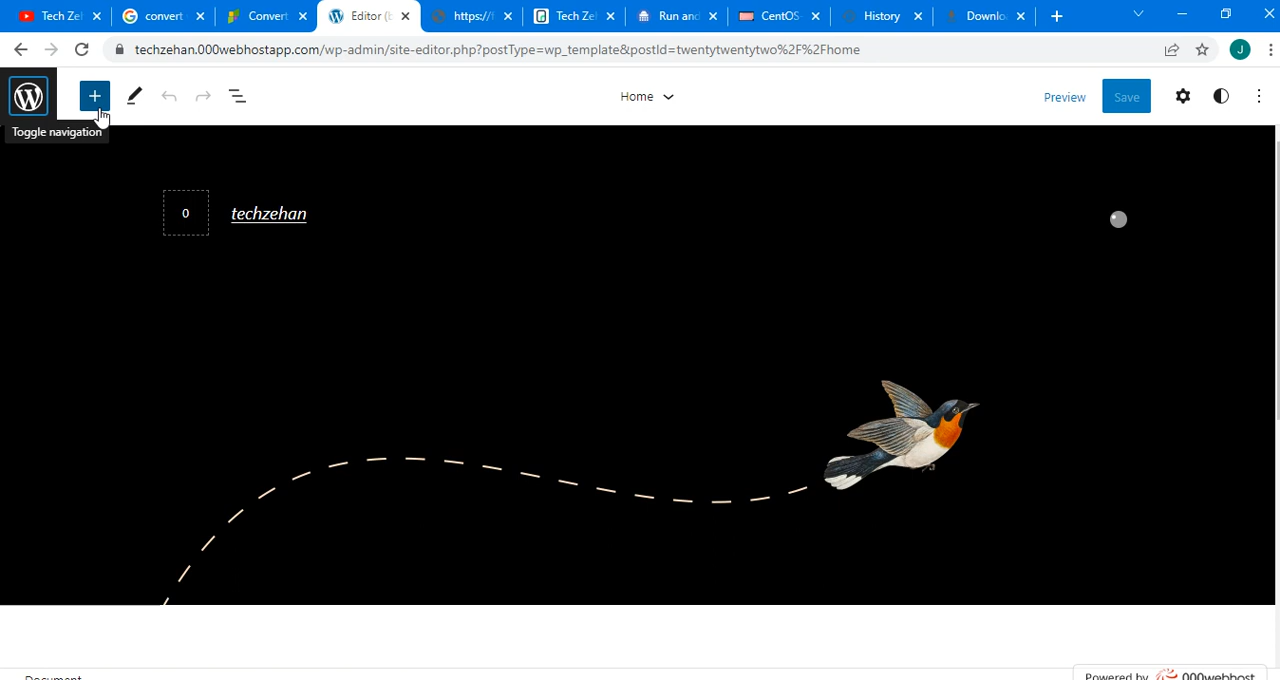 Tech Ze
convert
Convert
Editor (b
https://
Tech Ze
Run and
CentOS
History
Downlo
techzehan.000webhostapp.com/wp-admin/site-editor.php?postType=wp_template&postId=twentytwentytwo%2F%2Fhome
J
Home
Preview
Save
Toggle navigation
0
techzehan
Document
Powered by 000webhost